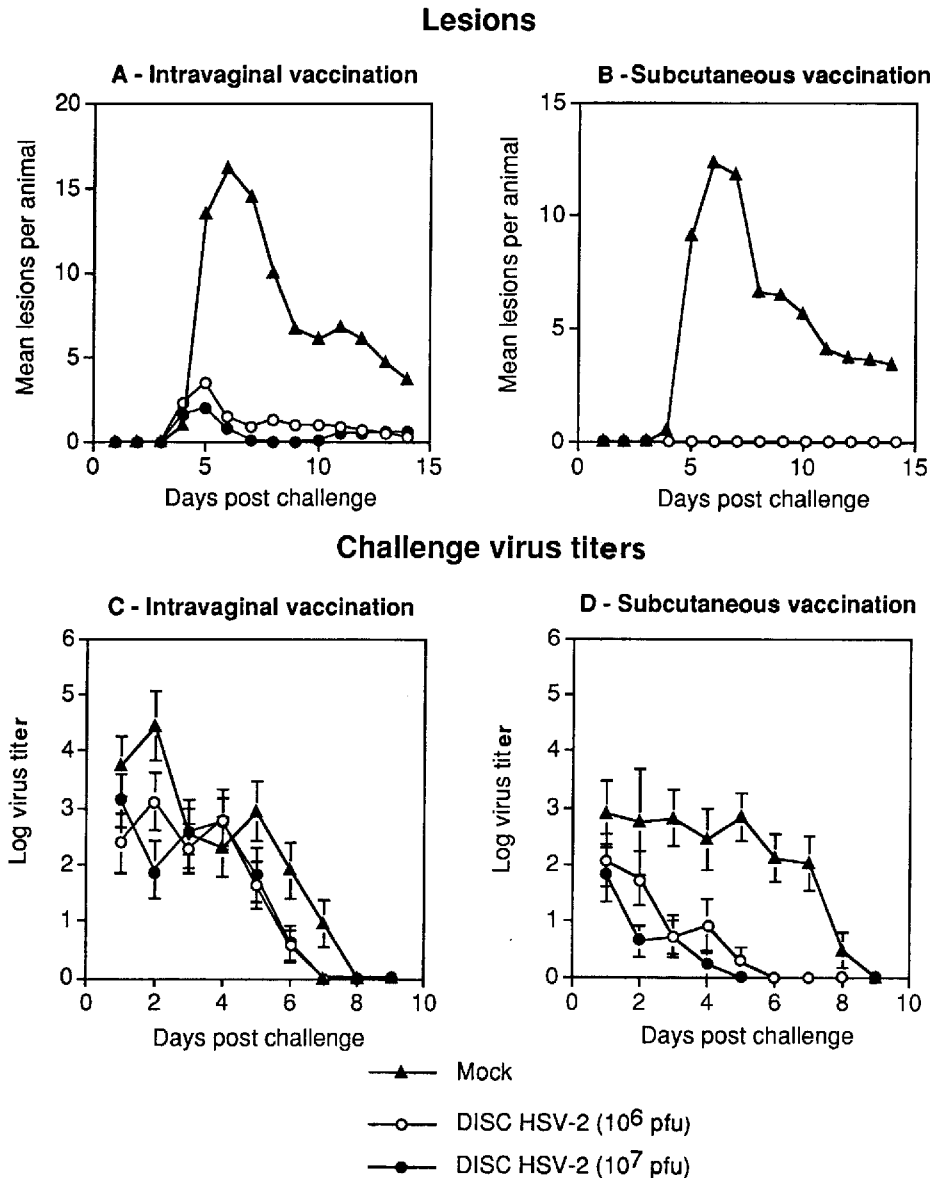 Lesions
A - Intravaginal vaccination
20
15
10
5
0
Mean lesions per animal
0 5 10 15
Days post challenge
B - Subcutaneous vaccination
15
10
5
0
Mean lesions per animal
0 5 10 15
Days post challenge
Challenge virus titers
C - Intravaginal vaccination
6
5
4
3
2
1
0
Log virus titer
0 2 4 6 8 10
Days post challenge
D - Subcutaneous vaccination
6
5
4
3
2
1
0
Log virus titer
0 2 4 6 8 10
Days post challenge
Mock
DISC HSV-2 (10⁶ pfu)
DISC HSV-2 (10⁷ pfu)